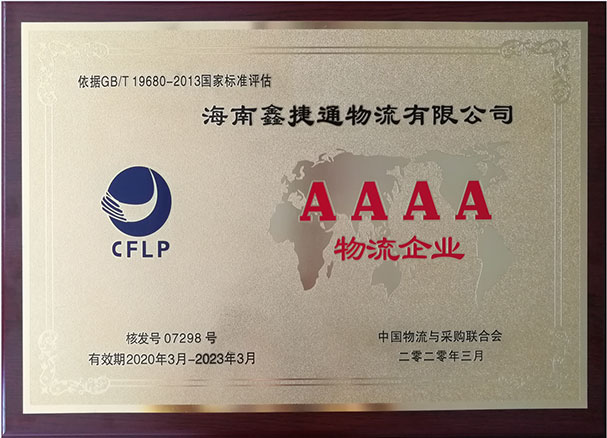 依据GB/T 19680-2013国家标准评估
海南鑫捷通物流有限公司
CFLP
AAAA
物流企业
核发号 07298 号
有效期2020年3月-2023年3月
中国物流与采购联合会
二零二零年三月